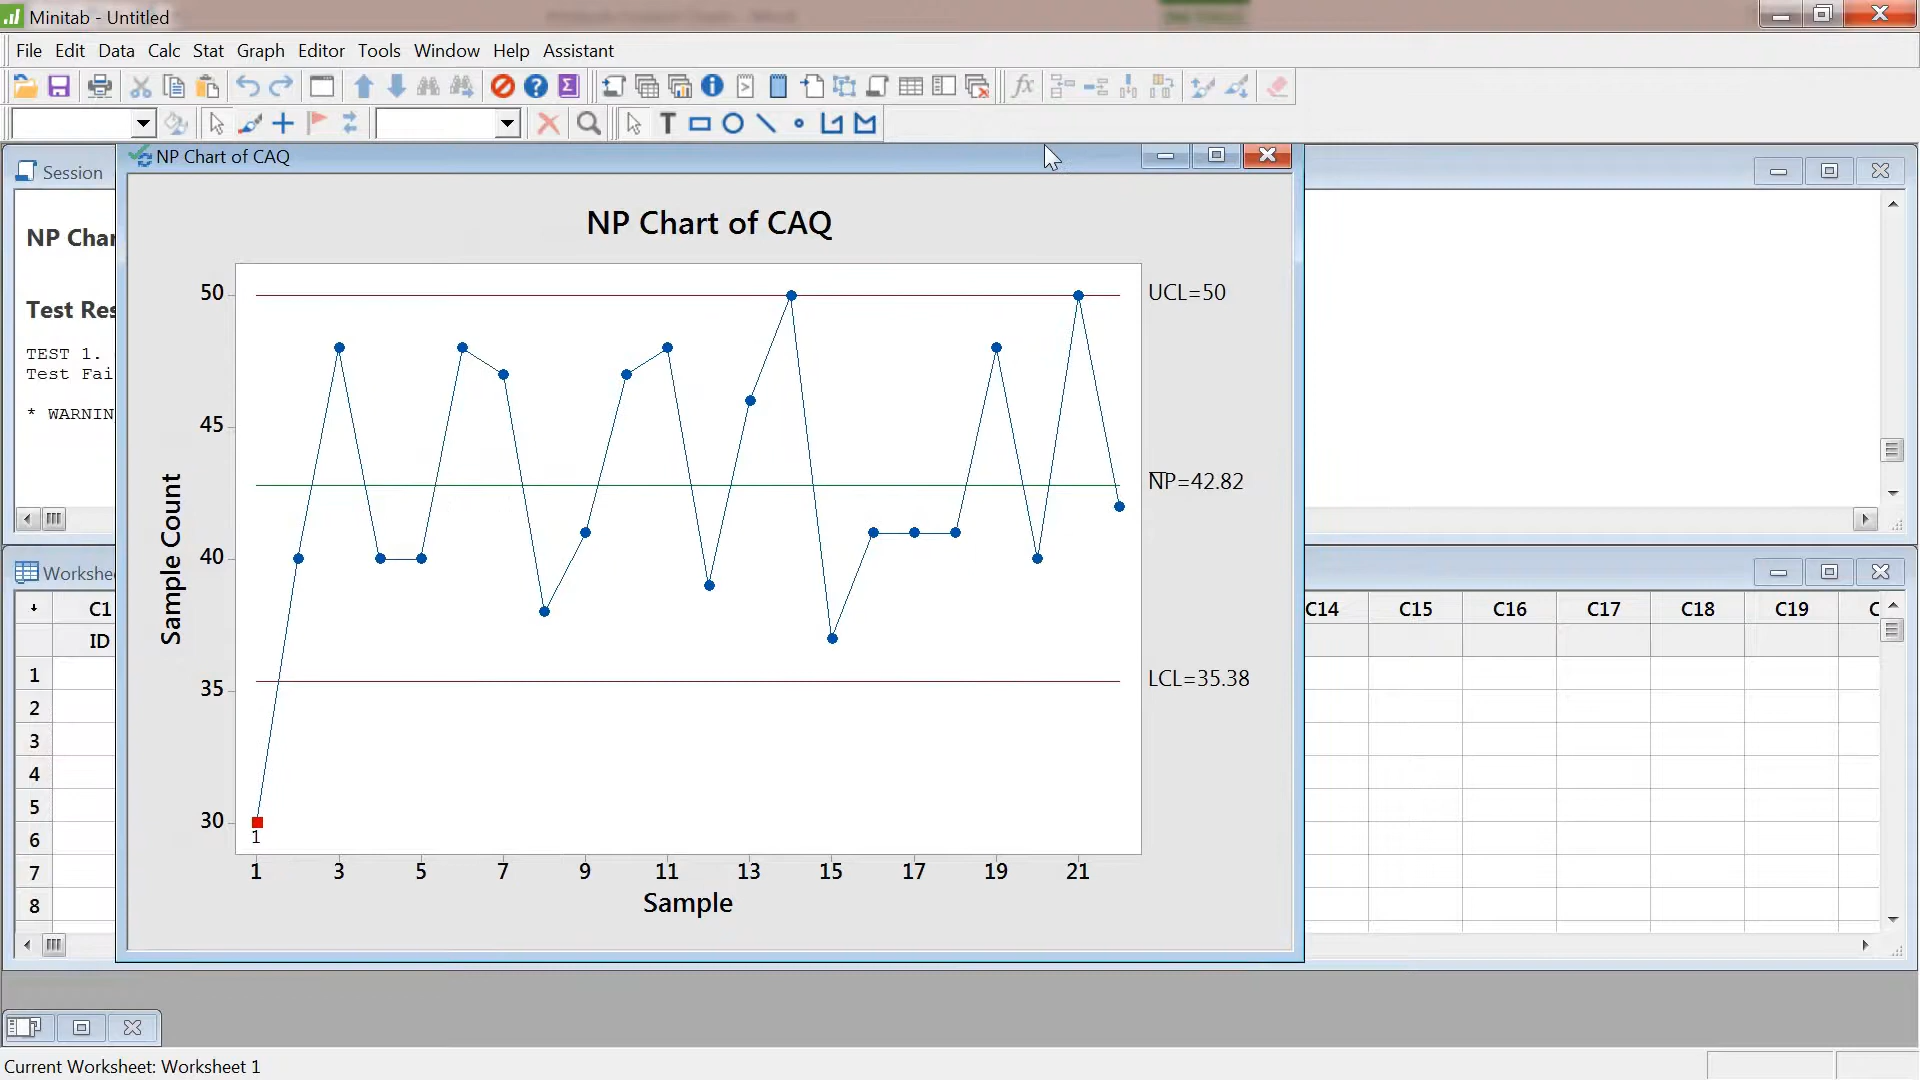 Minitab - Untitled
File Edit Data Calc Stat Graph Editor Tools Window Help Assistant
Session
NP Char
Test Res
TEST 1.
Test Fai
* WARNIN
NP Chart of CAQ
NP Chart of CAQ
Sample Count
50
45
40
35
30
UCL=50
NP=42.82
LCL=35.38
1
1 3 5 7 9 11 13 15 17 19 21
Sample
Workshee
C1 C14 C15 C16 C17 C18 C19 C
ID
1
2
3
4
5
6
7
8
Current Worksheet: Worksheet 1